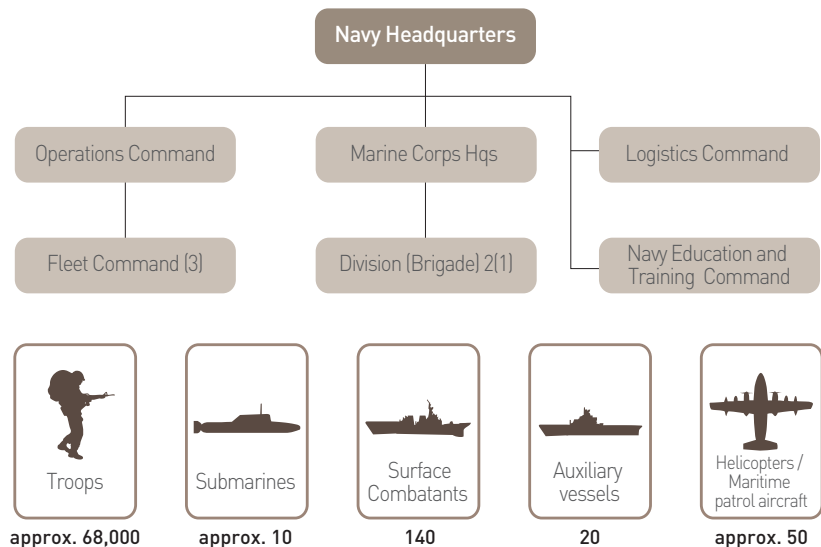 Navy Headquarters
Operations Command
Marine Corps Hqs
Logistics Command
Fleet Command (3)
Division (Brigade) 2(1)
Navy Education and
Training Command
Troops
Submarines
Surface
Combatants
Auxiliary
vessels
Helicopters /
Maritime
patrol aircraft
approx. 68,000
approx. 10
140
20
approx. 50